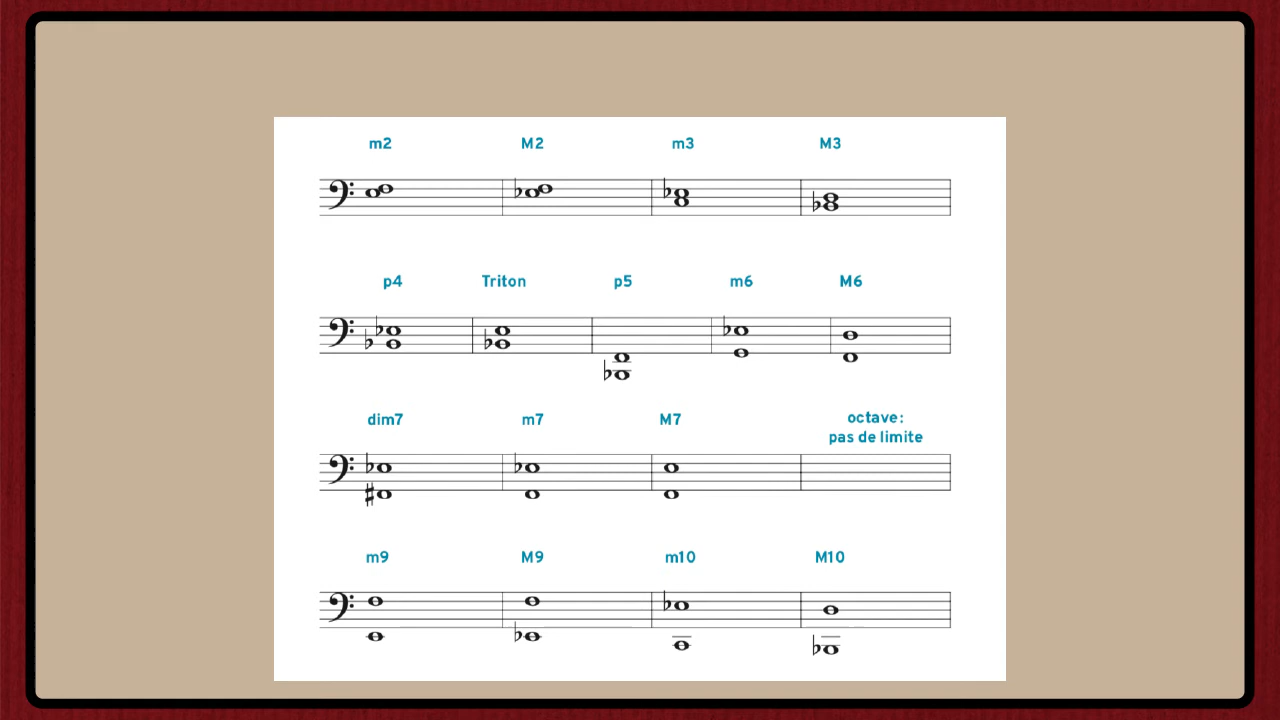 m2 M2 m3 M3
p4 Triton p5 m6 M6
dim7 m7 M7 octave:
pas de limite
m9 M9 m10 M10